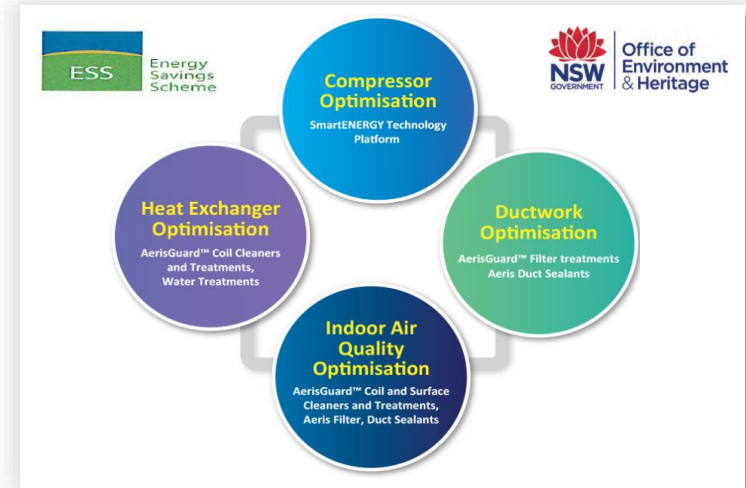 ESS
Energy
Savings
Scheme
NSW
GOVERNMENT
Office of
Environment
& Heritage
Compressor
Optimisation
SmartENERGY Technology
Platform
Heat Exchanger
Optimisation
AerisGuard™ Coil Cleaners
and Treatments,
Water Treatments
Ductwork
Optimisation
AerisGuard™ Filter treatments
Aeris Duct Sealants
Indoor Air
Quality
Optimisation
AerisGuard™ Coil and Surface
Cleaners and Treatments,
Aeris Filter, Duct Sealants